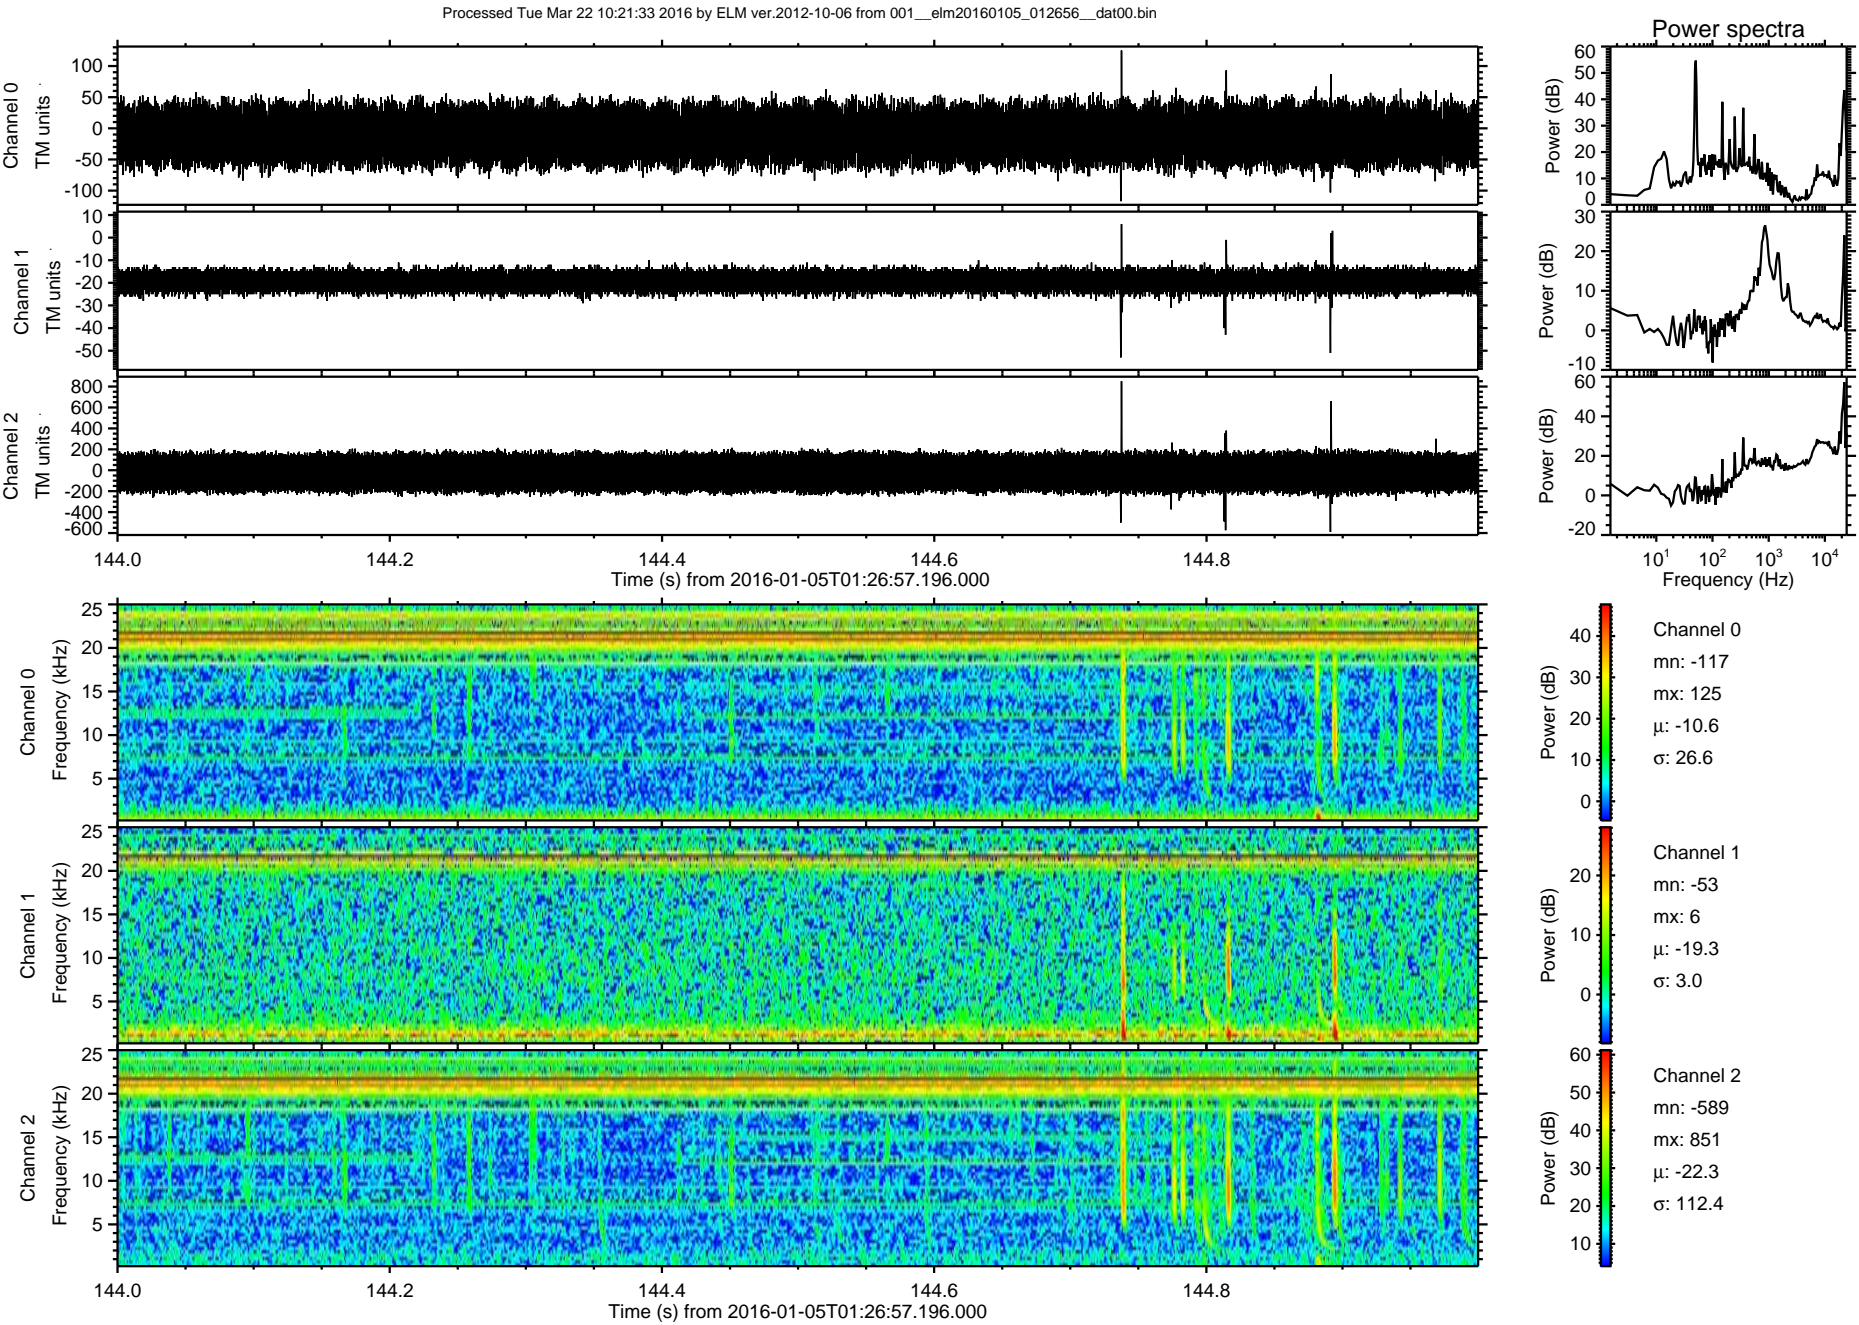 Processed Tue Mar 22 10:21:33 2016 by ELM ver.2012-10-06 from 001__elm20160105_012656__dat00.bin
Power spectra
Channel 0
TM units
100
50
0
-50
-100
Power (dB)
60
50
40
30
20
10
0
Channel 1
TM units
10
0
-10
-20
-30
-40
-50
Power (dB)
30
20
10
0
-10
Channel 2
TM units
800
600
400
200
0
-200
-400
-600
Power (dB)
60
40
20
0
-20
144.0 144.2 144.4 144.6 144.8
Time (s) from 2016-01-05T01:26:57.196.000
10¹ 10² 10³ 10⁴
Frequency (Hz)
Channel 0
Frequency (kHz)
25
20
15
10
5
Power (dB)
40
30
20
10
0
Channel 0
mn: -117
mx: 125
μ: -10.6
σ: 26.6
Channel 1
Frequency (kHz)
25
20
15
10
5
Power (dB)
20
10
0
Channel 1
mn: -53
mx: 6
μ: -19.3
σ: 3.0
Channel 2
Frequency (kHz)
25
20
15
10
5
Power (dB)
60
50
40
30
20
10
Channel 2
mn: -589
mx: 851
μ: -22.3
σ: 112.4
144.0 144.2 144.4 144.6 144.8
Time (s) from 2016-01-05T01:26:57.196.000